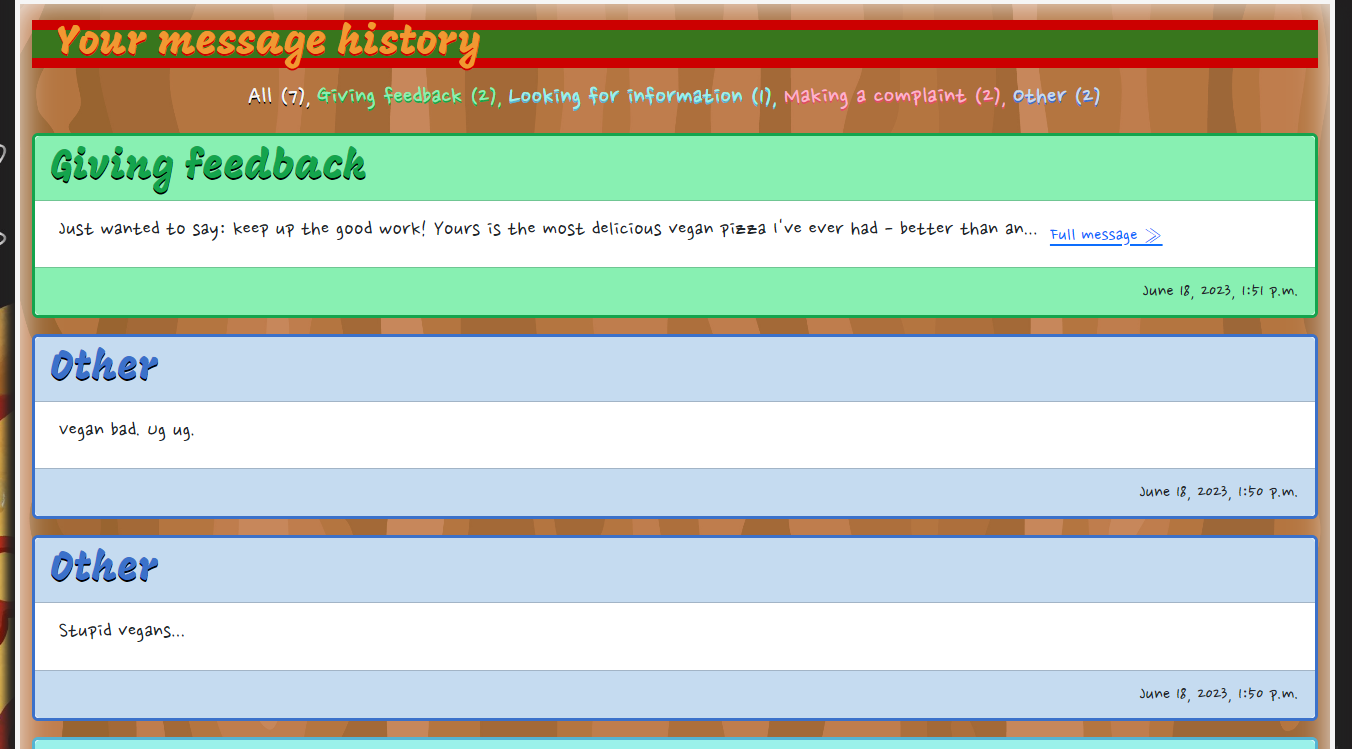 Your message history
All (7), Giving feedback (2), Looking for information (1), Making a complaint (2), Other (2)
Giving feedback
Just wanted to say: keep up the good work! Yours is the most delicious vegan pizza I've ever had - better than an... Full message ≫
June 18, 2023, 1:51 p.m.
Other
Vegan bad. Ug ug.
June 18, 2023, 1:50 p.m.
Other
Stupid vegans...
June 18, 2023, 1:50 p.m.